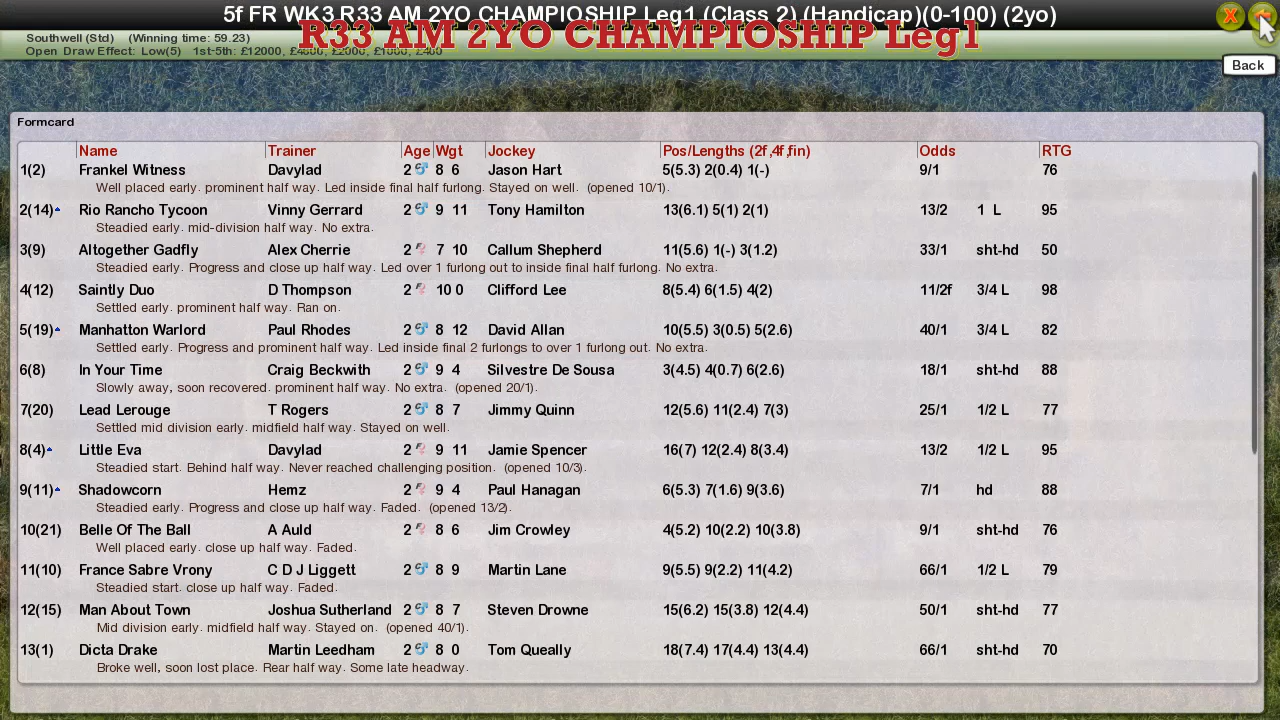 5f FR WK3 R33 AM 2YO CHAMPIOSHIP Leg1 (Class 2) (Handicap)(0-100) (2yo)
R33 AM 2YO CHAMPIOSHIP Leg1
Southwell (Std) (Winning time: 59.23)
Open Draw Effect: Low(5) 1st-5th: £12000, £4000, £2000, £1000, £400
Back
Formcard
Name Trainer Age Wgt Jockey Pos/Lengths (2f,4f,fin) Odds RTG
1(2) Frankel Witness Davylad 2 8 6 Jason Hart 5(5.3) 2(0.4) 1(-) 9/1 76
Well placed early. prominent half way. Led inside final half furlong. Stayed on well. (opened 10/1).
2(14) Rio Rancho Tycoon Vinny Gerrard 2 9 11 Tony Hamilton 13(6.1) 5(1) 2(1) 13/2 1 L 95
Steadied early. mid-division half way. No extra.
3(9) Altogether Gadfly Alex Cherrie 2 7 10 Callum Shepherd 11(5.6) 1(-) 3(1.2) 33/1 sht-hd 50
Steadied early. Progress and close up half way. Led over 1 furlong out to inside final half furlong. No extra.
4(12) Saintly Duo D Thompson 2 10 0 Clifford Lee 8(5.4) 6(1.5) 4(2) 11/2f 3/4 L 98
Settled early. prominent half way. Ran on.
5(19) Manhatton Warlord Paul Rhodes 2 8 12 David Allan 10(5.5) 3(0.5) 5(2.6) 40/1 3/4 L 82
Settled early. Progress and prominent half way. Led inside final 2 furlongs to over 1 furlong out. No extra.
6(8) In Your Time Craig Beckwith 2 9 4 Silvestre De Sousa 3(4.5) 4(0.7) 6(2.6) 18/1 sht-hd 88
Slowly away, soon recovered. prominent half way. No extra. (opened 20/1).
7(20) Lead Lerouge T Rogers 2 8 7 Jimmy Quinn 12(5.6) 11(2.4) 7(3) 25/1 1/2 L 77
Settled mid division early. midfield half way. Stayed on well.
8(4) Little Eva Davylad 2 9 11 Jamie Spencer 16(7) 12(2.4) 8(3.4) 13/2 1/2 L 95
Steadied start. Behind half way. Never reached challenging position. (opened 10/3).
9(11) Shadowcorn Hemz 2 9 4 Paul Hanagan 6(5.3) 7(1.6) 9(3.6) 7/1 hd 88
Steadied early. Progress and close up half way. Faded. (opened 13/2).
10(21) Belle Of The Ball A Auld 2 8 6 Jim Crowley 4(5.2) 10(2.2) 10(3.8) 9/1 sht-hd 76
Well placed early. close up half way. Faded.
11(10) France Sabre Vrony C D J Liggett 2 8 9 Martin Lane 9(5.5) 9(2.2) 11(4.2) 66/1 1/2 L 79
Steadied start. close up half way. Faded.
12(15) Man About Town Joshua Sutherland 2 8 7 Steven Drowne 15(6.2) 15(3.8) 12(4.4) 50/1 sht-hd 77
Mid division early. midfield half way. Stayed on. (opened 40/1).
13(1) Dicta Drake Martin Leedham 2 8 0 Tom Queally 18(7.4) 17(4.4) 13(4.4) 66/1 sht-hd 70
Broke well, soon lost place. Rear half way. Some late headway.